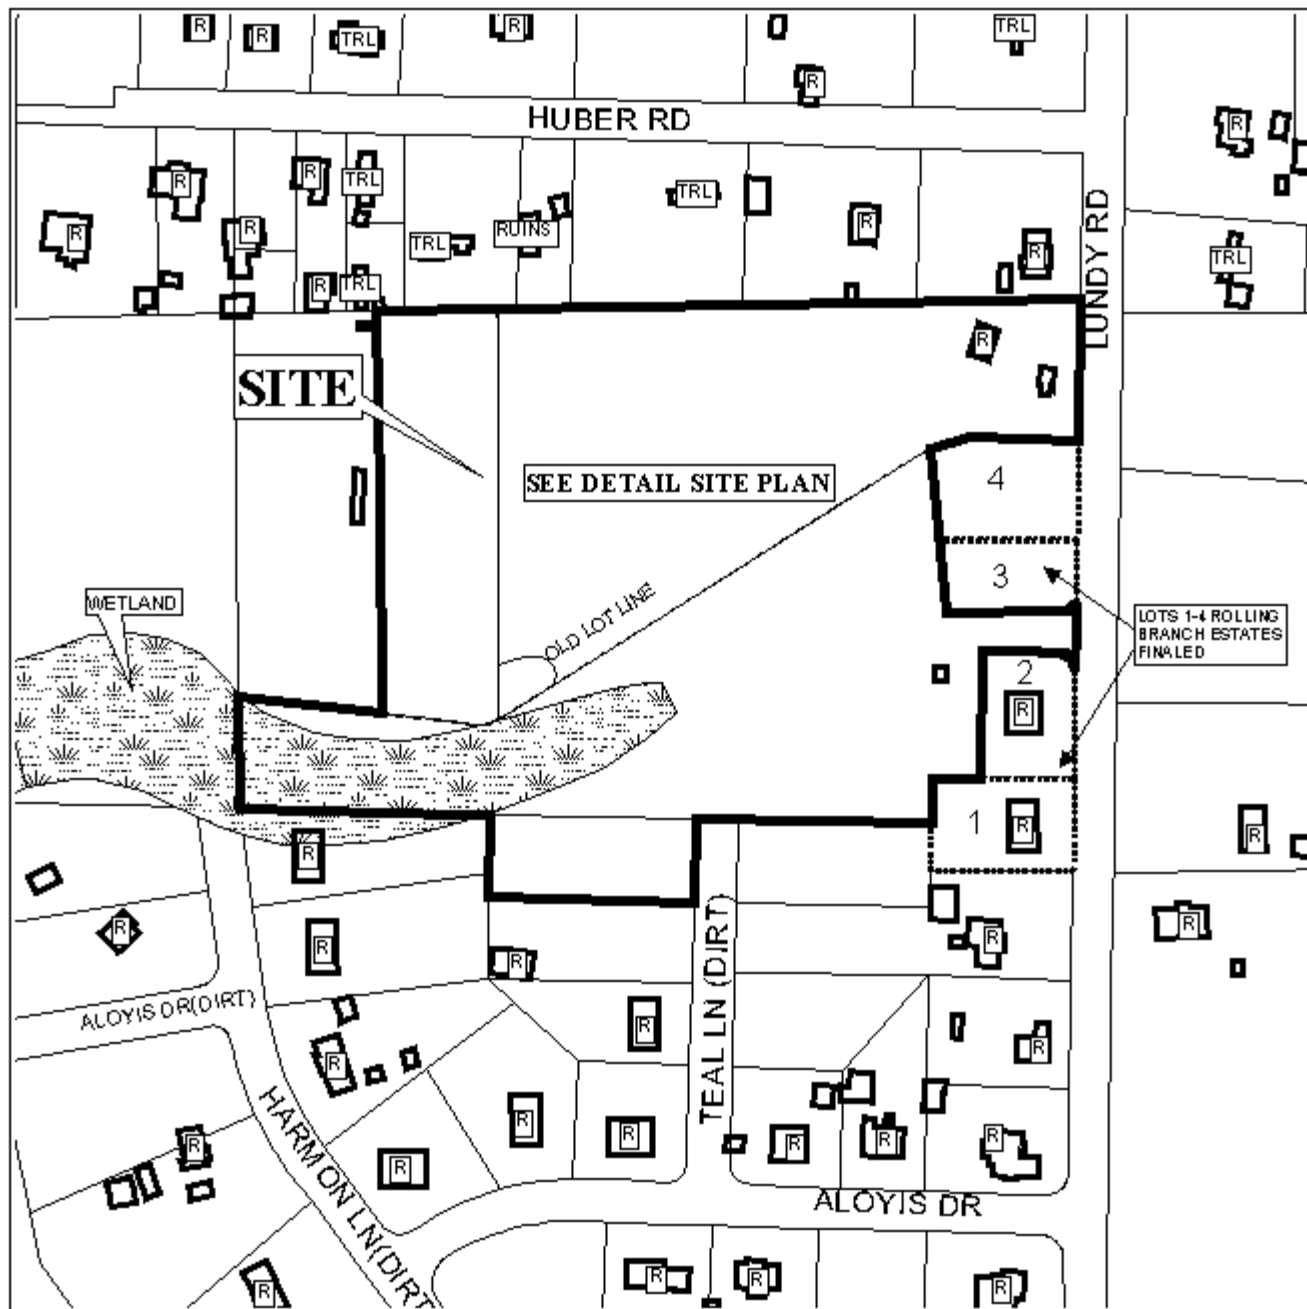 R
R
TRL
R
TRL
R
HUBER RD
R
R
R
TRL
TRL
R
R
R
TRL
RUINS
R
LUNDY RD
TRL
R
TRL
R
SITE
SEE DETAIL SITE PLAN
4
3
WETLAND
OLD LOT LINE
LOTS 1-4 ROLLING
BRANCH ESTATES
FINALED
2
R
1
R
R
R
R
R
R
R
R
TEAL LN (DIRT)
ALOYIS DR(DIRT)
R
R
R
HARMON LN(DIRT
R
R
R
R
R
R
R
ALOYIS DR
R
R
R
R